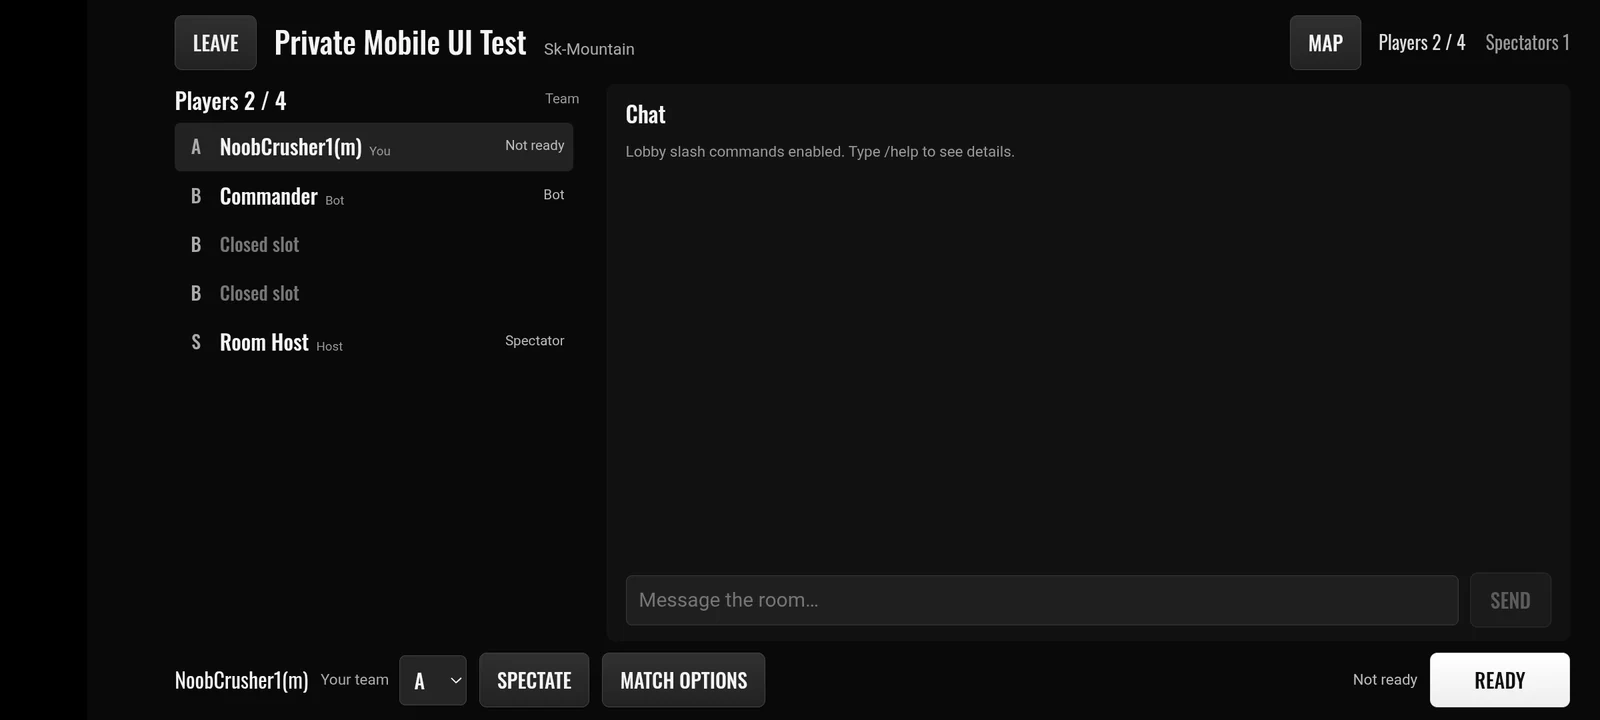 LEAVE Private Mobile UI Test Sk-Mountain MAP Players 2 / 4 Spectators 1
Players 2 / 4 Team
A NoobCrusher1(m) You Not ready
B Commander Bot Bot
B Closed slot
B Closed slot
S Room Host Host Spectator
Chat
Lobby slash commands enabled. Type /help to see details.
Message the room... SEND
NoobCrusher1(m) Your team A SPECTATE MATCH OPTIONS Not ready READY